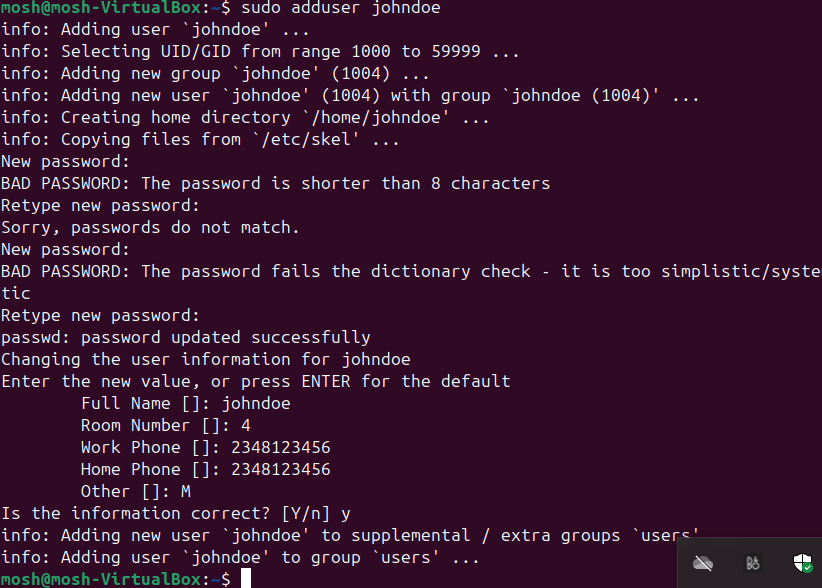 mosh@mosh-VirtualBox:~$ sudo adduser johndoe
info: Adding user `johndoe' ...
info: Selecting UID/GID from range 1000 to 59999 ...
info: Adding new group `johndoe' (1004) ...
info: Adding new user `johndoe' (1004) with group `johndoe (1004)' ...
info: Creating home directory `/home/johndoe' ...
info: Copying files from `/etc/skel' ...
New password:
BAD PASSWORD: The password is shorter than 8 characters
Retype new password:
Sorry, passwords do not match.
New password:
BAD PASSWORD: The password fails the dictionary check - it is too simplistic/syste
tic
Retype new password:
passwd: password updated successfully
Changing the user information for johndoe
Enter the new value, or press ENTER for the default
        Full Name []: johndoe
        Room Number []: 4
        Work Phone []: 2348123456
        Home Phone []: 2348123456
        Other []: M
Is the information correct? [Y/n] y
info: Adding new user `johndoe' to supplemental / extra groups `users'
info: Adding user `johndoe' to group `users' ...
mosh@mosh-VirtualBox:~$